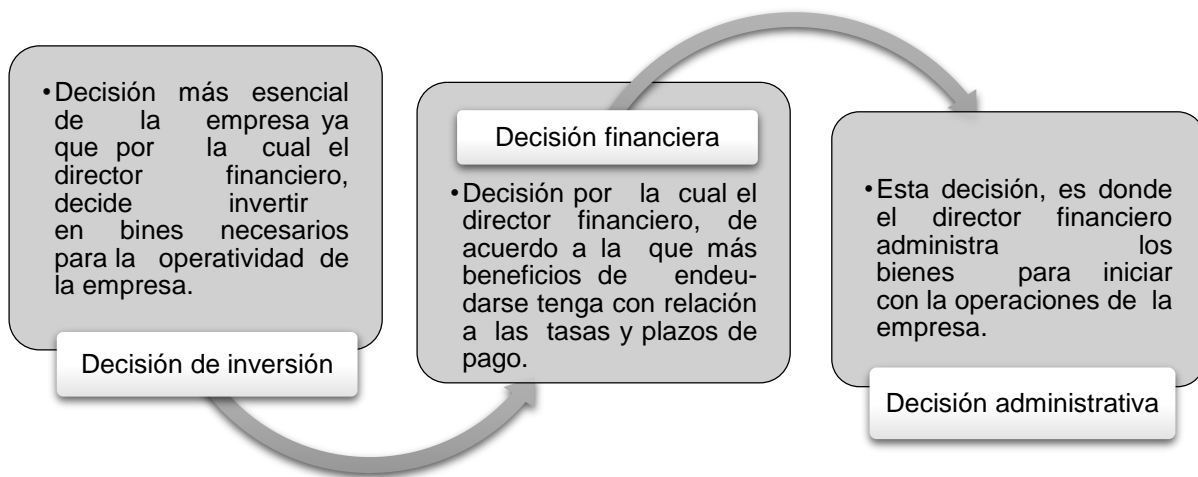 •Decisión más esencial
de la empresa ya
que por la cual el
director financiero,
decide invertir
en bines necesarios
para la operatividad de
la empresa.
Decisión de inversión
Decisión financiera
•Decisión por la cual el
director financiero, de
acuerdo a la que más
beneficios de endeu-
darse tenga con relación
a las tasas y plazos de
pago.
•Esta decisión, es donde
el director financiero
administra los
bienes para iniciar
con la operaciones de la
empresa.
Decisión administrativa